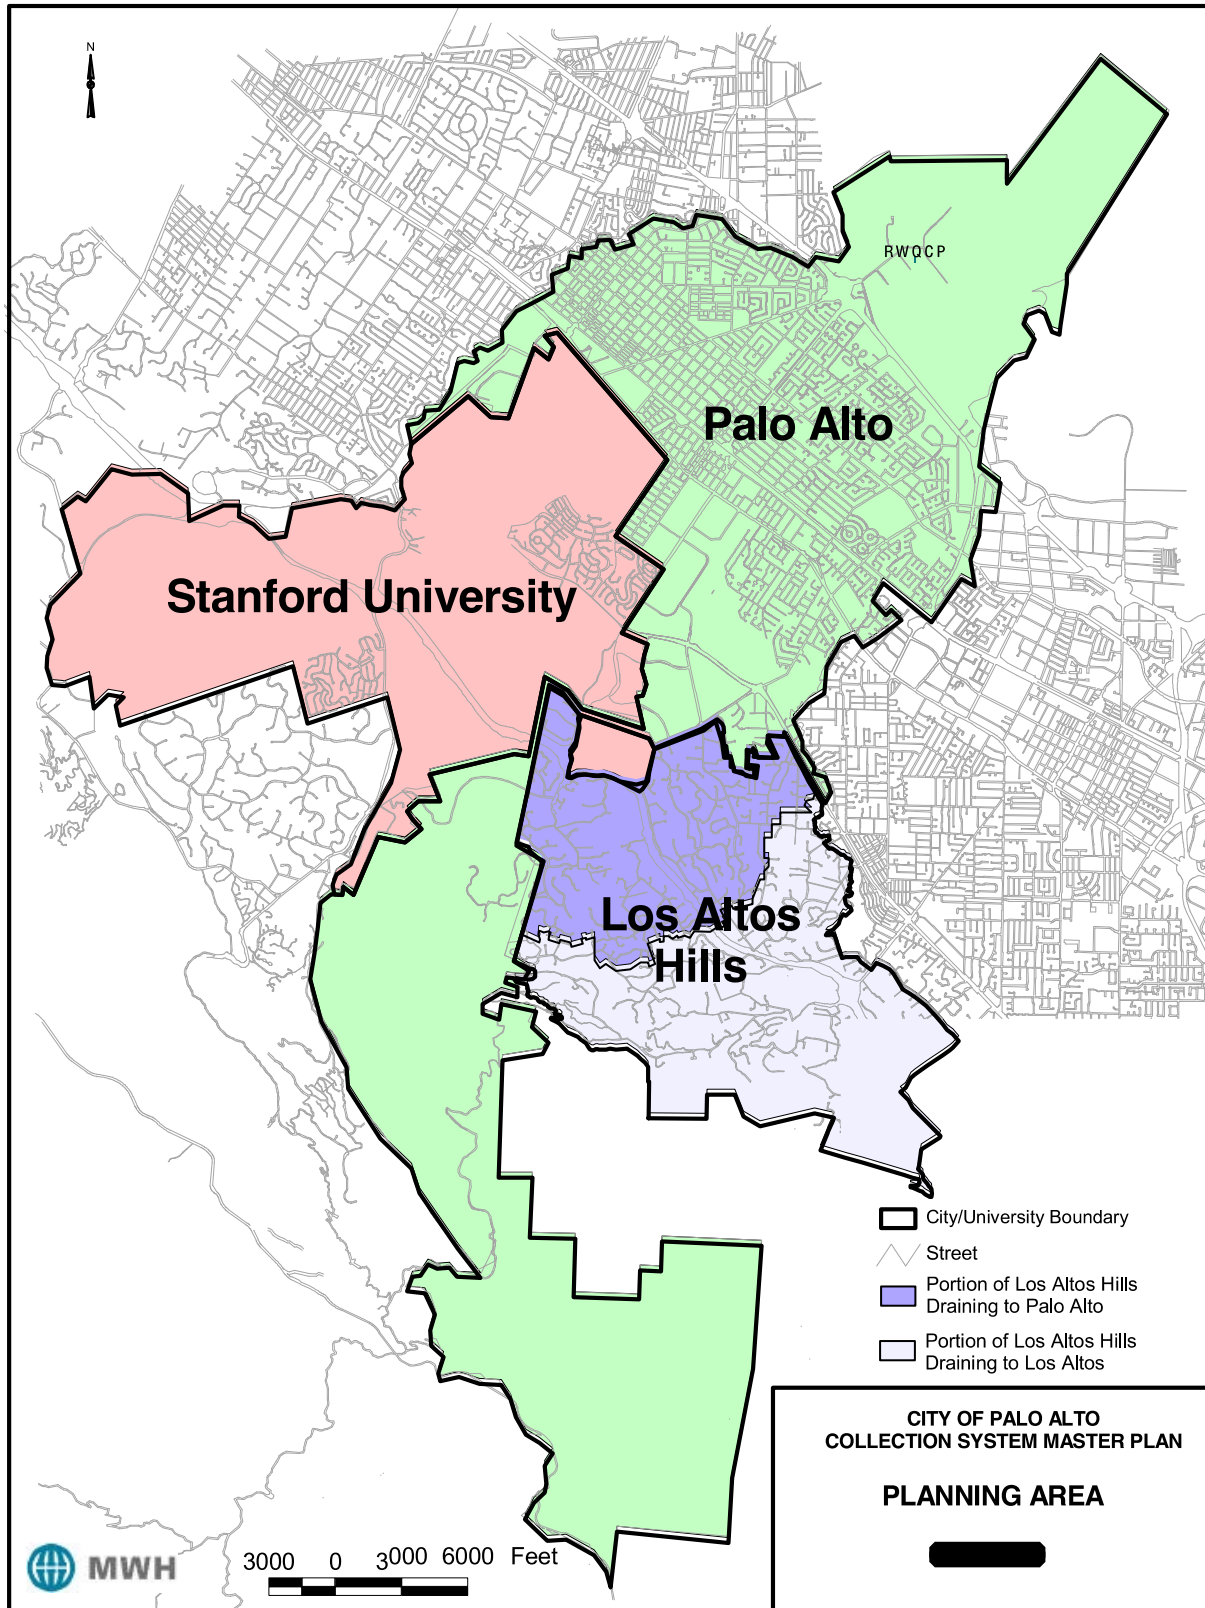 N
RWQCP
Palo Alto
Stanford University
Los Altos
Hills
City/University Boundary
Street
Portion of Los Altos Hills
Draining to Palo Alto
Portion of Los Altos Hills
Draining to Los Altos
CITY OF PALO ALTO
COLLECTION SYSTEM MASTER PLAN
PLANNING AREA
MWH
3000 0 3000 6000 Feet